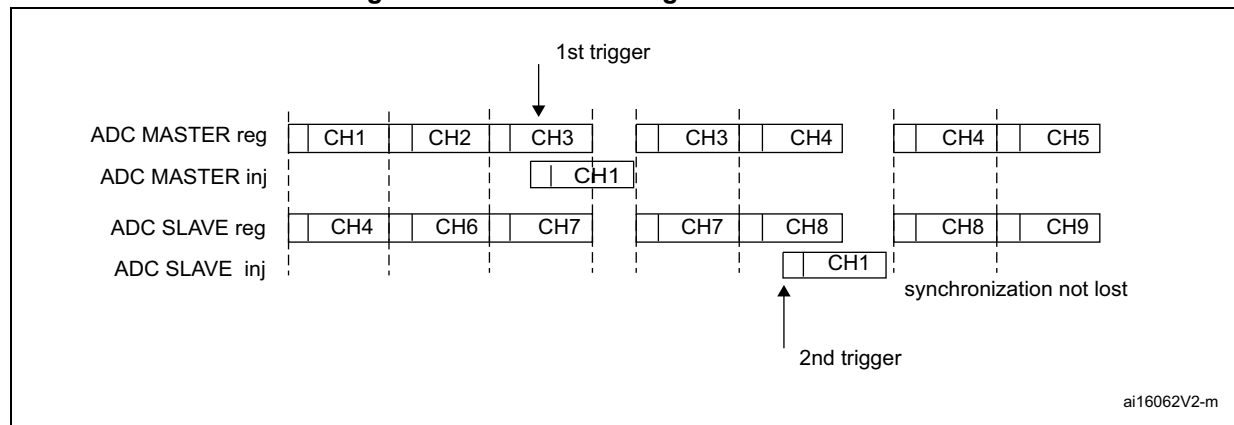 1st trigger
ADC MASTER reg CH1 CH2 CH3 CH3 CH4 CH4 CH5
ADC MASTER inj CH1
ADC SLAVE reg CH4 CH6 CH7 CH7 CH8 CH8 CH9
ADC SLAVE inj CH1
synchronization not lost
2nd trigger
ai16062V2-m